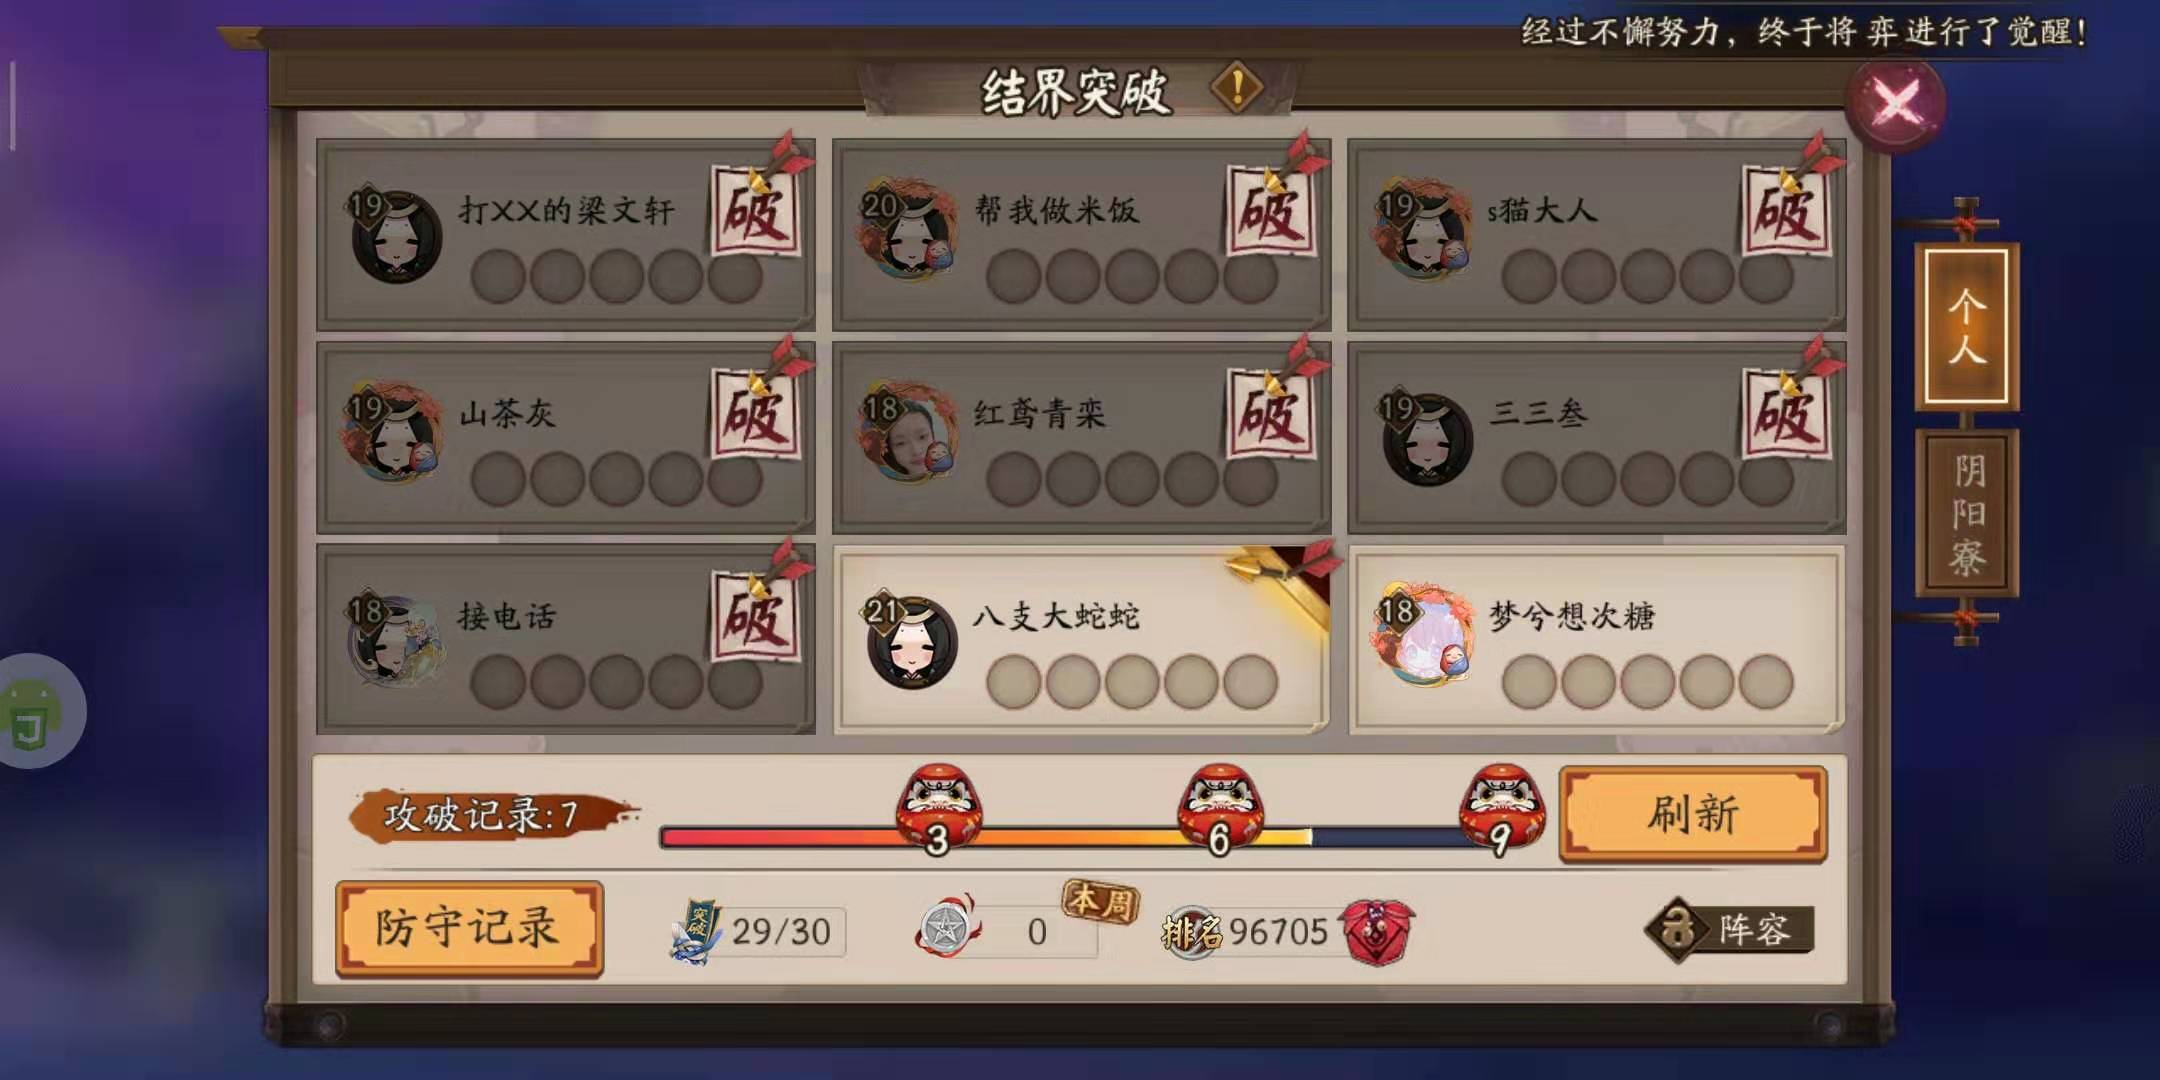 经过不懈努力，终于将 弈 进行了觉醒！
结界突破
19 打XX的梁文轩 破
20 帮我做米饭 破
19 s猫大人 破
19 山茶灰 破
18 红鸢青栾 破
19 三三叁 破
18 接电话 破
21 八支大蛇蛇
18 梦兮想次糖
个人
阴阳寮
攻破记录:7
3
6
9
刷新
防守记录
突破 29/30
0
本周
排名 96705
阵容